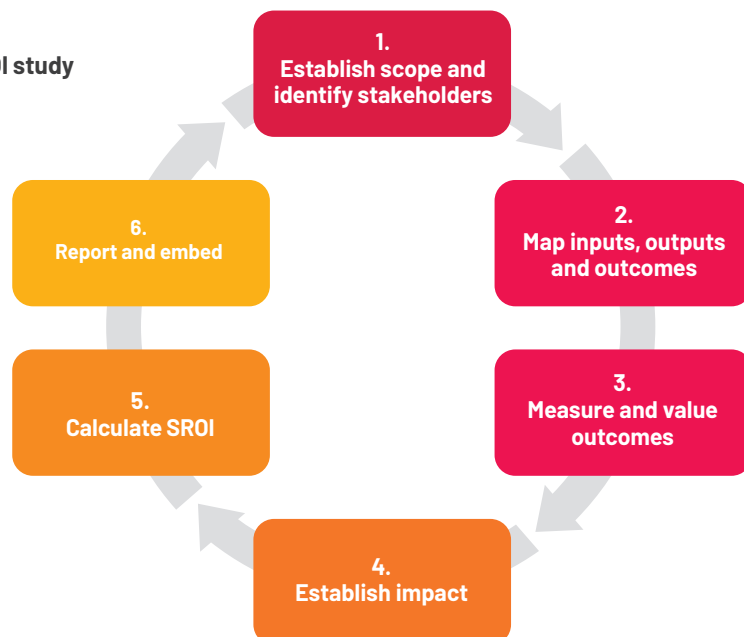 study
1.
Establish scope and
identify stakeholders
2.
Map inputs, outputs
and outcomes
3.
Measure and value
outcomes
4.
Establish impact
5.
Calculate SROI
6.
Report and embed